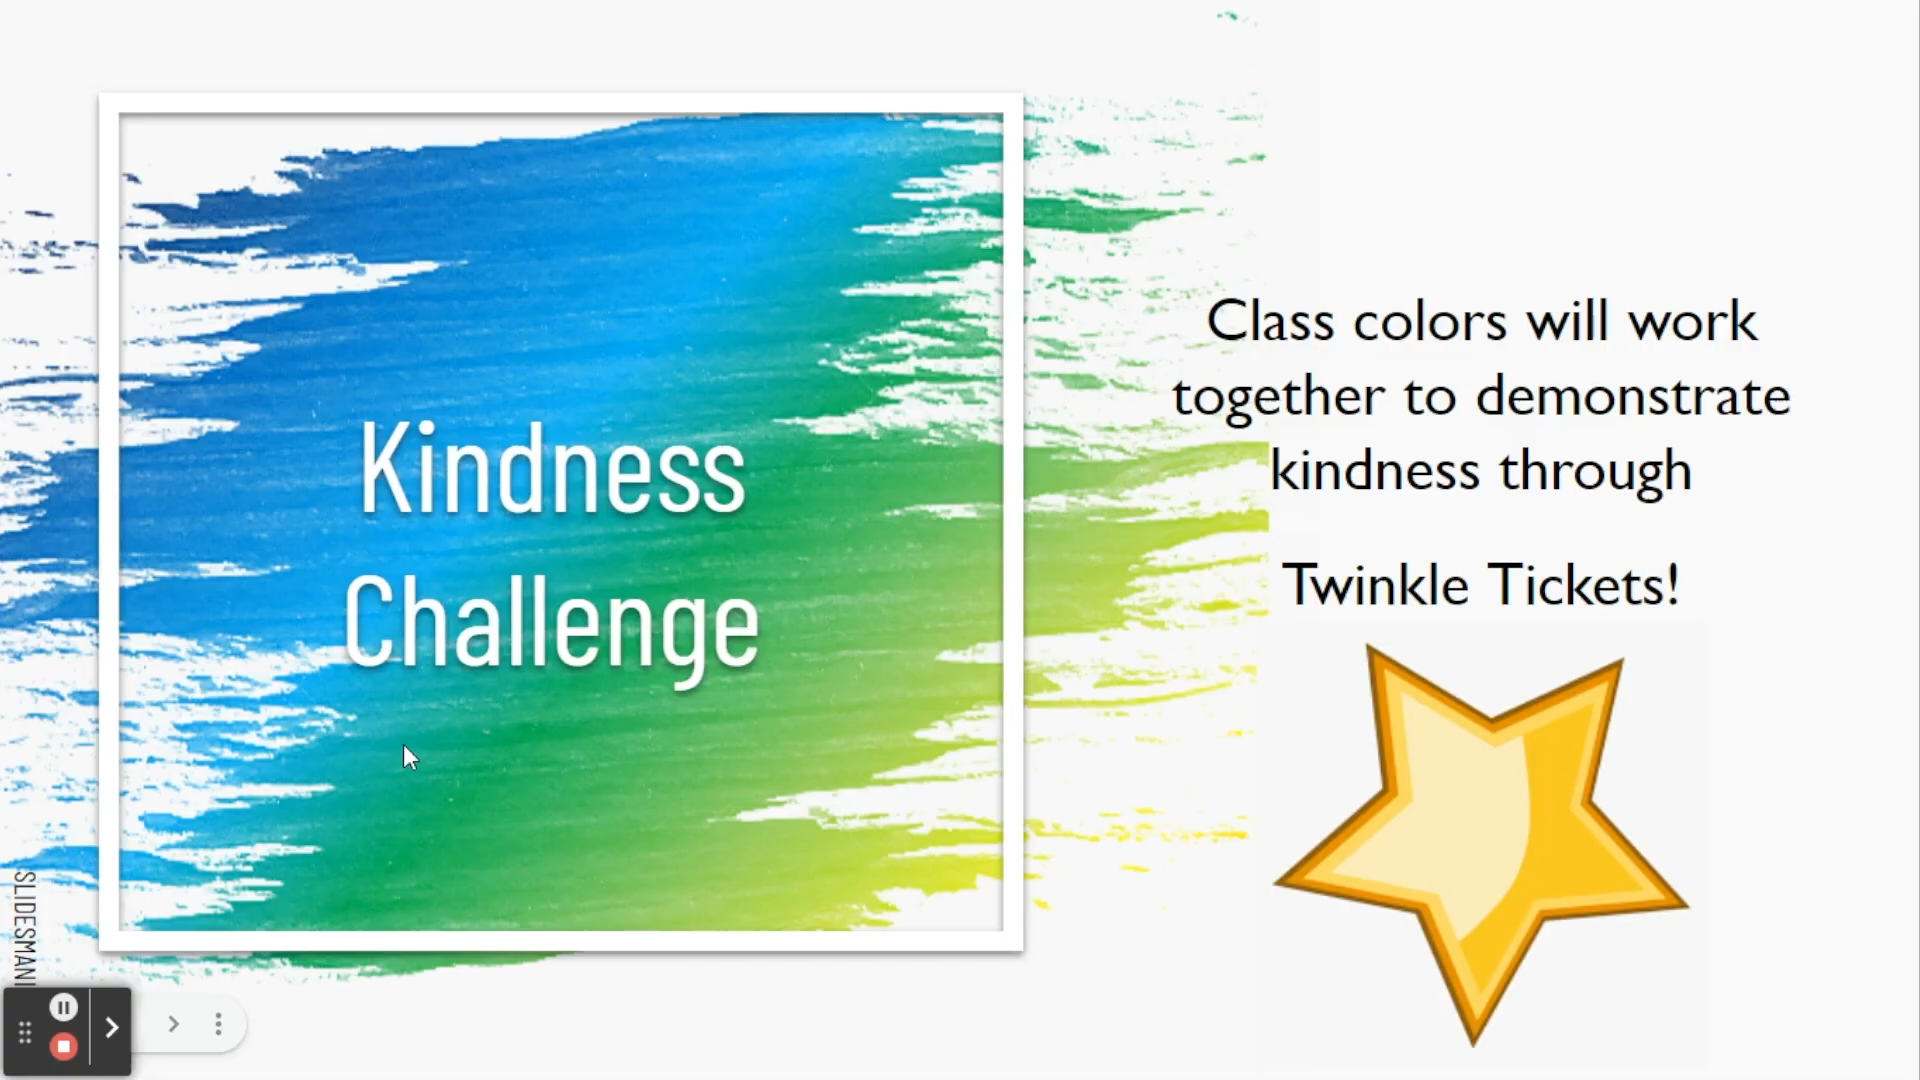 Kindness
Challenge
Class colors will work
together to demonstrate
kindness through
Twinkle Tickets!
SLIDESMANI